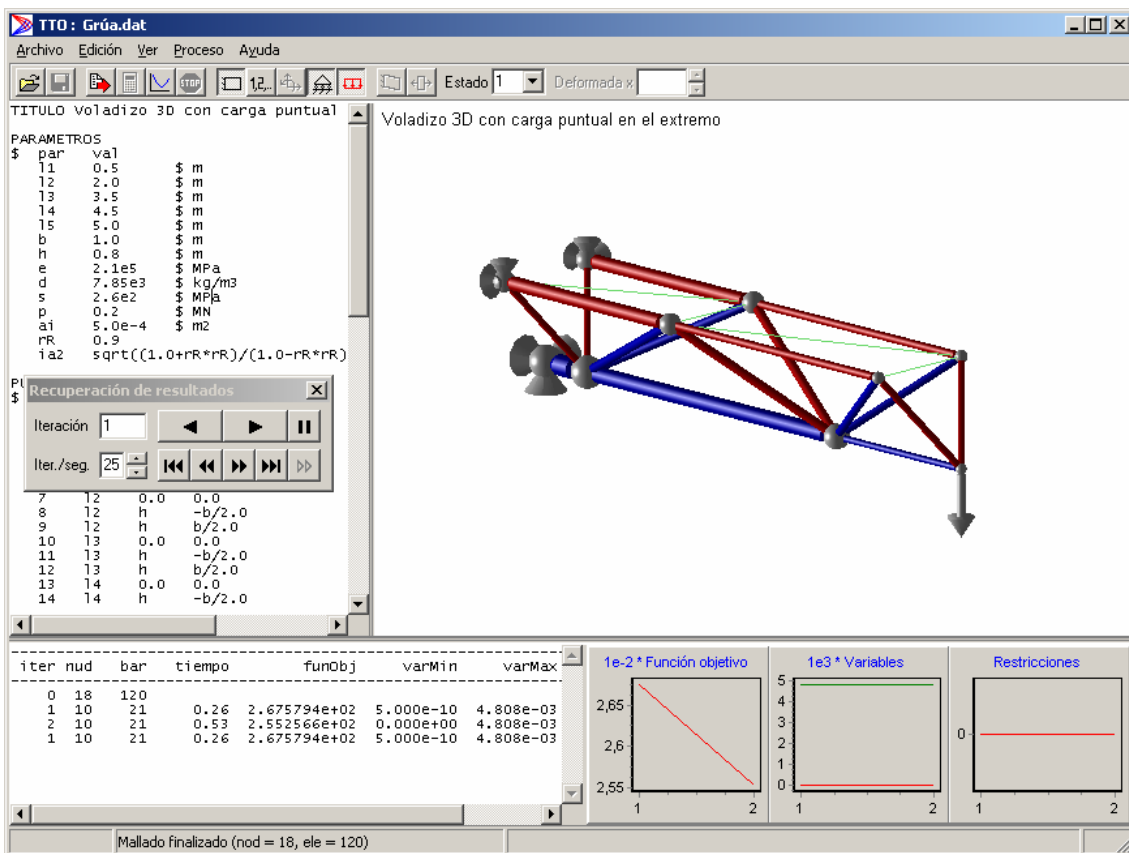 TTO : Grúa.dat
Archivo Edición Ver Proceso Ayuda
STOP 1,2,.. Estado 1 Deformada x
TITULO Voladizo 3D con carga puntual
PARAMETROS
$ par val
l1 0.5 $ m
l2 2.0 $ m
l3 3.5 $ m
l4 4.5 $ m
l5 5.0 $ m
b 1.0 $ m
h 0.8 $ m
e 2.1e5 $ MPa
d 7.85e3 $ kg/m3
s 2.6e2 $ MPa
p 0.2 $ MN
ai 5.0e-4 $ m2
rR 0.9
ia2 sqrt((1.0+rR*rR)/(1.0-rR*rR)
PU
$
Recuperación de resultados
Iteración 1
Iter./seg. 25
7 l2 0.0 0.0
8 l2 h -b/2.0
9 l2 h b/2.0
10 l3 0.0 0.0
11 l3 h -b/2.0
12 l3 h b/2.0
13 l4 0.0 0.0
14 l4 h -b/2.0
Voladizo 3D con carga puntual en el extremo
iter nud bar tiempo funObj varMin varMax
0 18 120
1 10 21 0.26 2.675794e+02 5.000e-10 4.808e-03
2 10 21 0.53 2.552566e+02 0.000e+00 4.808e-03
1 10 21 0.26 2.675794e+02 5.000e-10 4.808e-03
1e-2 * Función objetivo
2,65
2,6
2,55
1 2
1e3 * Variables
5
4
3
2
1
0
1 2
Restricciones
0
1 2
Mallado finalizado (nod = 18, ele = 120)